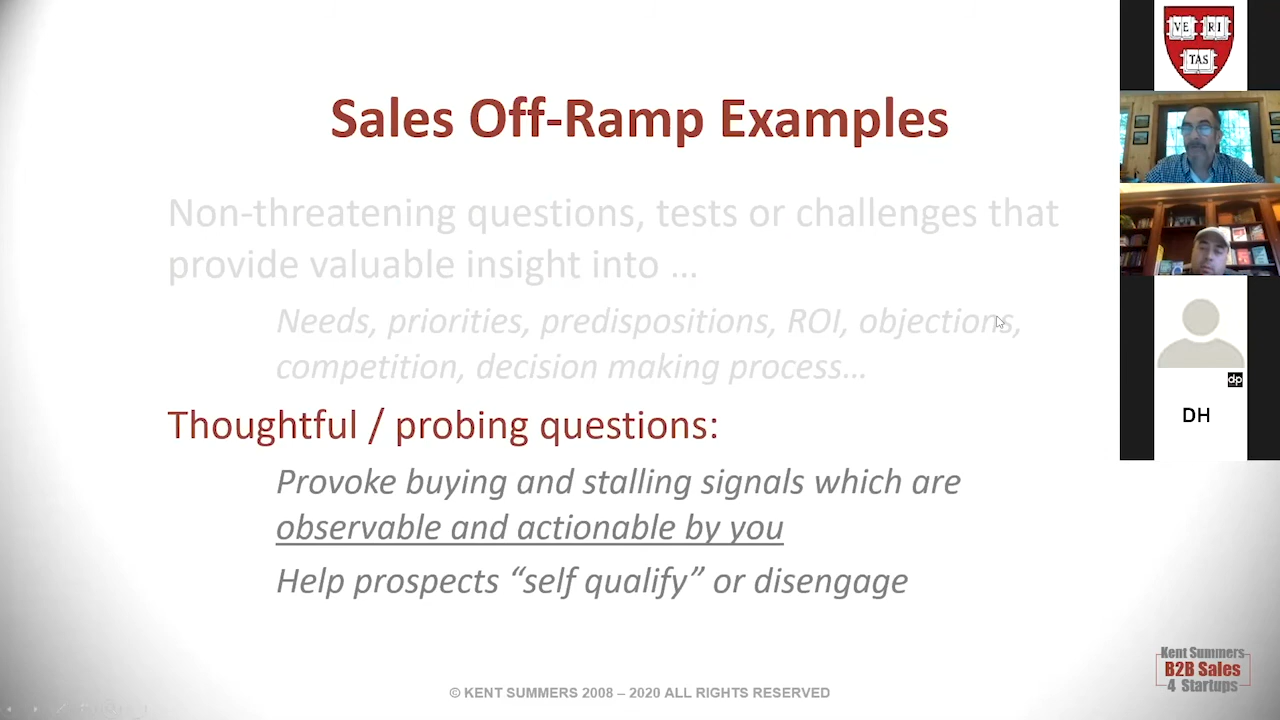 Sales Off-Ramp Examples
Non-threatening questions, tests or challenges that
provide valuable insight into ...
Needs, priorities, predispositions, ROI, objections,
competition, decision making process...
Thoughtful / probing questions:
Provoke buying and stalling signals which are
observable and actionable by you
Help prospects “self qualify” or disengage
© KENT SUMMERS 2008 – 2020 ALL RIGHTS RESERVED
VE RI
TAS
dp
DH
Kent Summers
B2B Sales
4 Startups